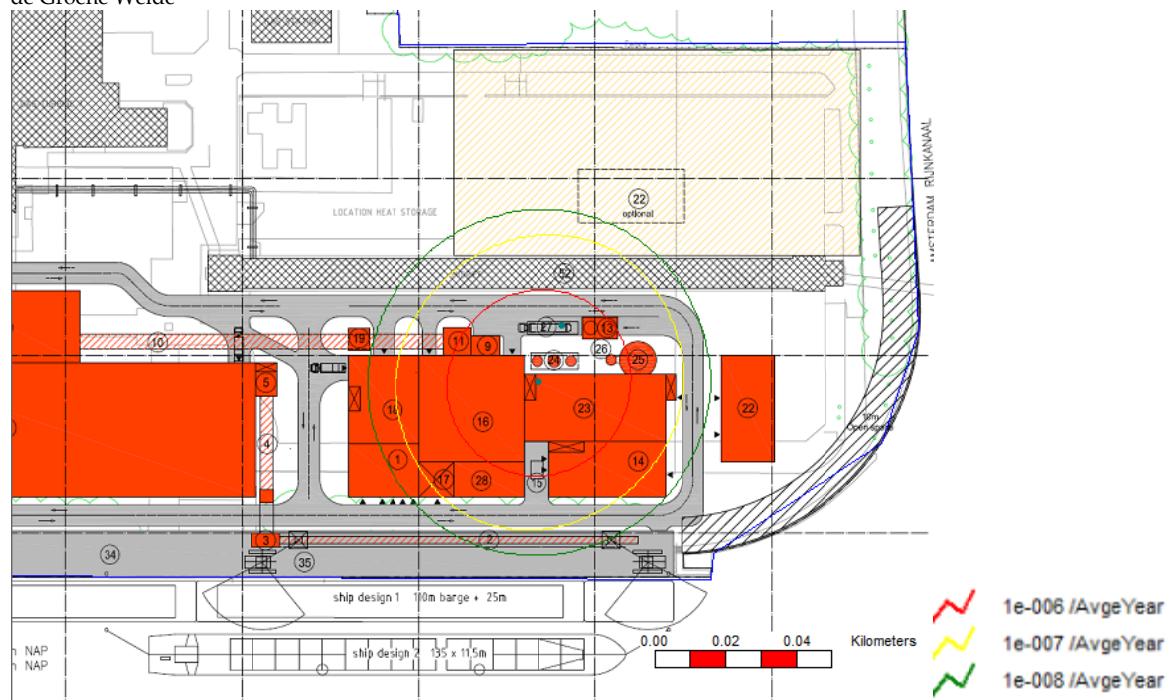 de Groene Weide
22
optional
LOCATION HEAT STORAGE
AMSTERDAM RIJNKANAAL
52
27
13
10
19
11
9
26
24
25
5
18
16
23
22
10m
Open space
4
1
17
28
15
14
3
2
34
35
ship design 1 110m barge + 25m
ship design 2 135 x 11,5m
NAP
NAP
0.00 0.02 0.04 Kilometers
1e-006 /AvgeYear
1e-007 /AvgeYear
1e-008 /AvgeYear